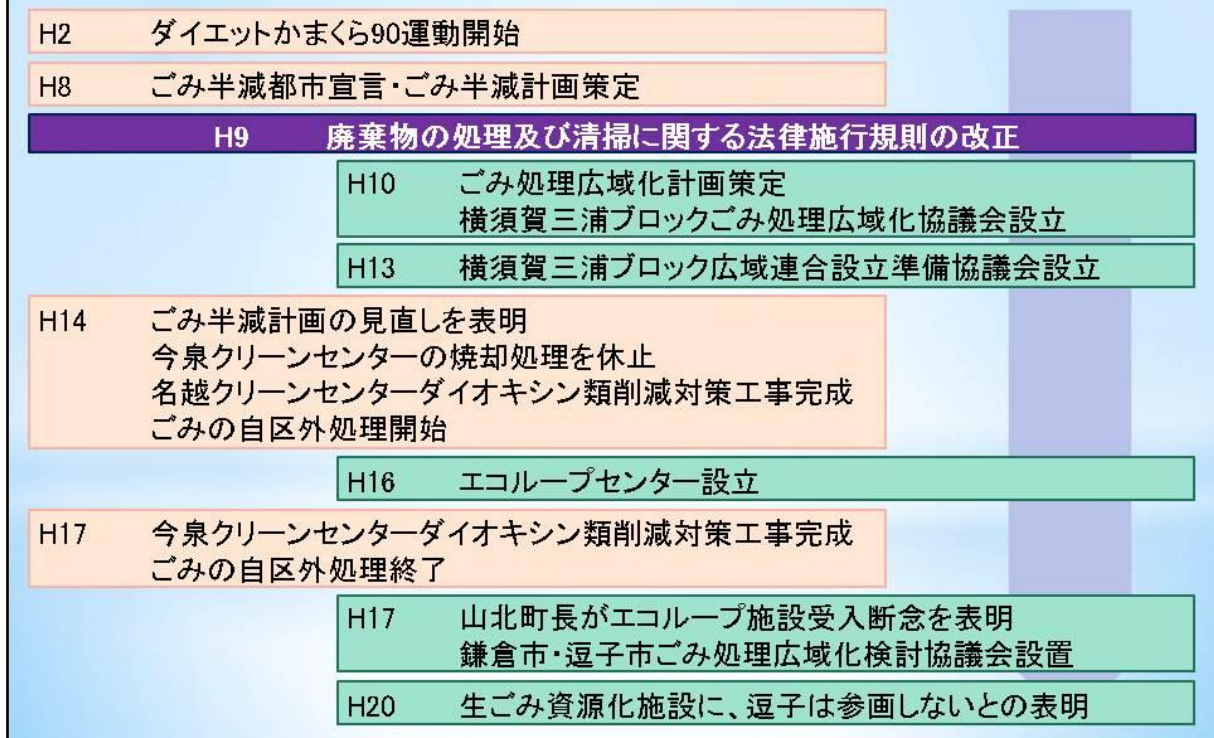 H2 ダイエットかまくら90運動開始
H8 ごみ半減都市宣言・ごみ半減計画策定
H9 廃棄物の処理及び清掃に関する法律施行規則の改正
H10 ごみ処理広域化計画策定
横須賀三浦ブロックごみ処理広域化協議会設立
H13 横須賀三浦ブロック広域連合設立準備協議会設立
H14 ごみ半減計画の見直しを表明
今泉クリーンセンターの焼却処理を休止
名越クリーンセンターダイオキシン類削減対策工事完成
ごみの自区外処理開始
H16 エコループセンター設立
H17 今泉クリーンセンターダイオキシン類削減対策工事完成
ごみの自区外処理終了
H17 山北町長がエコループ施設受入断念を表明
鎌倉市・逗子市ごみ処理広域化検討協議会設置
H20 生ごみ資源化施設に、逗子は参画しないとの表明